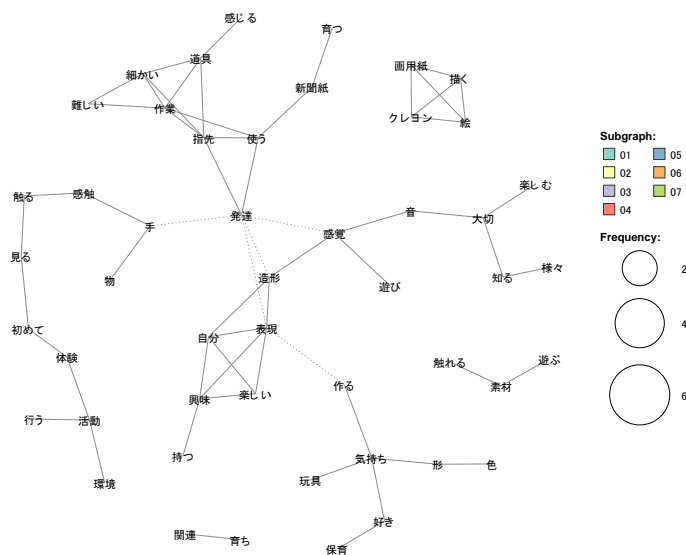 感じる
育つ
道具
画用紙
細かい
描く
新聞紙
難しい
作業
クレヨン
絵
指先
使う
Subgraph:
01
05
02
06
03
07
04
楽しむ
触る
感触
音
発達
大切
手
感覚
Frequency:
見る
物
造形
遊び
知る
様々
2
初めて
自分
表現
4
体験
触れる
遊ぶ
作る
素材
興味
楽しい
6
行う
活動
持つ
気持ち
形
色
環境
玩具
好き
関連
育ち
保育